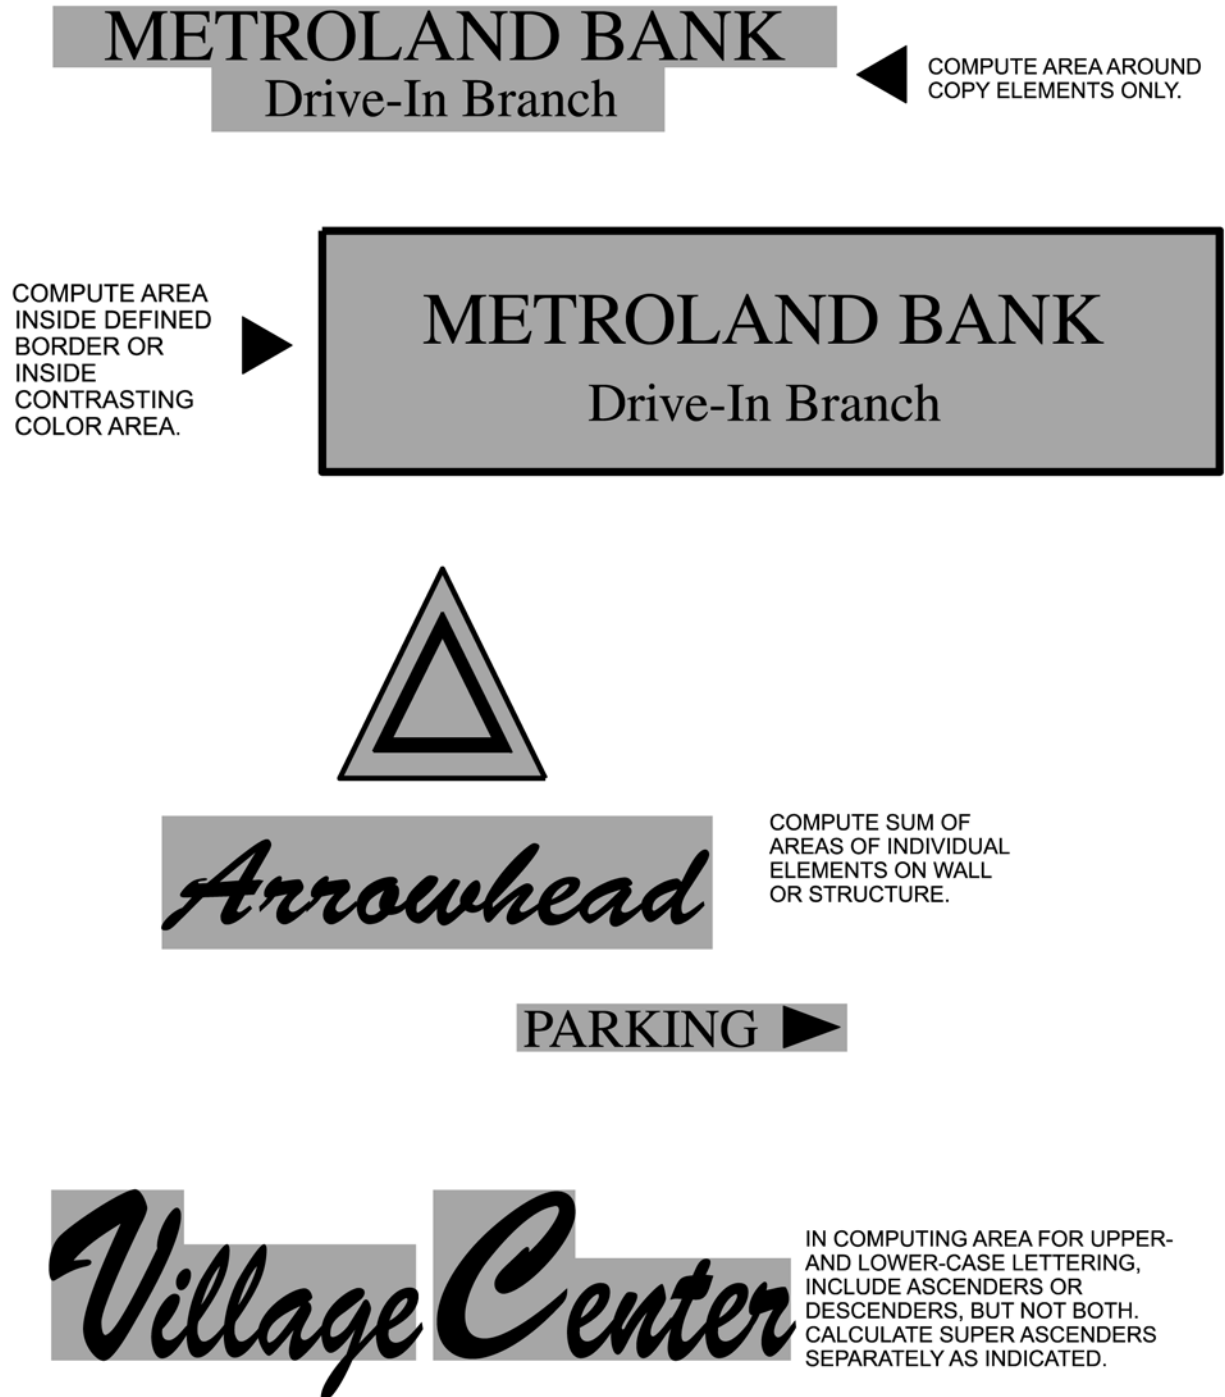 METROLAND BANK
Drive-In Branch
COMPUTE AREA AROUND
COPY ELEMENTS ONLY.
COMPUTE AREA
INSIDE DEFINED
BORDER OR
INSIDE
CONTRASTING
COLOR AREA.
METROLAND BANK
Drive-In Branch
Arrowhead
COMPUTE SUM OF
AREAS OF INDIVIDUAL
ELEMENTS ON WALL
OR STRUCTURE.
PARKING
Village Center
IN COMPUTING AREA FOR UPPER-
AND LOWER-CASE LETTERING,
INCLUDE ASCENDERS OR
DESCENDERS, BUT NOT BOTH.
CALCULATE SUPER ASCENDERS
SEPARATELY AS INDICATED.